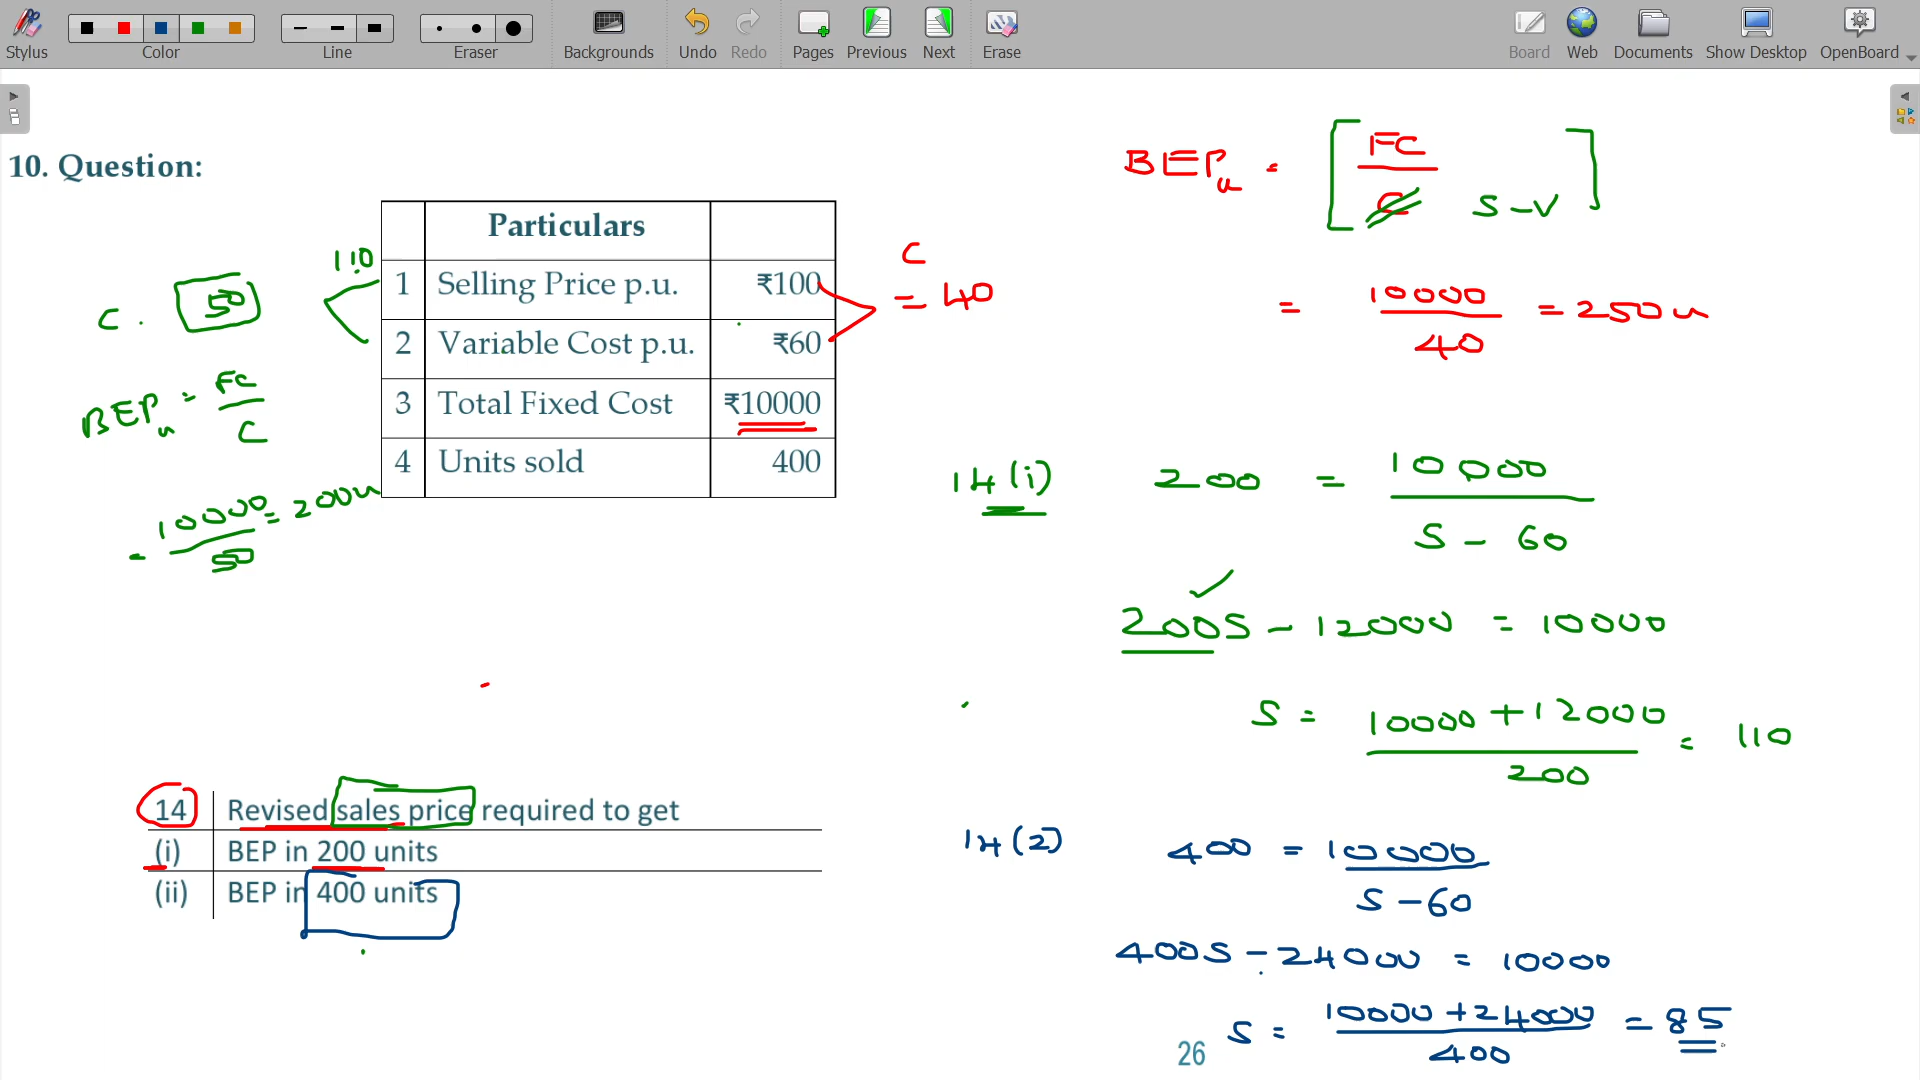 Stylus Color Line Eraser Backgrounds Undo Redo Pages Previous Next Erase Board Web Documents Show Desktop OpenBoard
10. Question:
Particulars
1 Selling Price p.u. ₹100
2 Variable Cost p.u. ₹60
3 Total Fixed Cost ₹10000
4 Units sold 400
110
C . 50
BEPu = FC / C
= 10000 / 50 = 200u
C
= 40
BEPu = [ FC / C S - V ]
= 10000 / 40 = 250u
14 (i) 200 = 10000 / S - 60
200S - 12000 = 10000
S = 10000 + 12000 / 200 = 110
14 Revised sales price required to get
(i) BEP in 200 units
(ii) BEP in 400 units
14 (2) 400 = 10000 / S - 60
400S - 24000 = 10000
S = 10000 + 24000 / 400 = 85
26